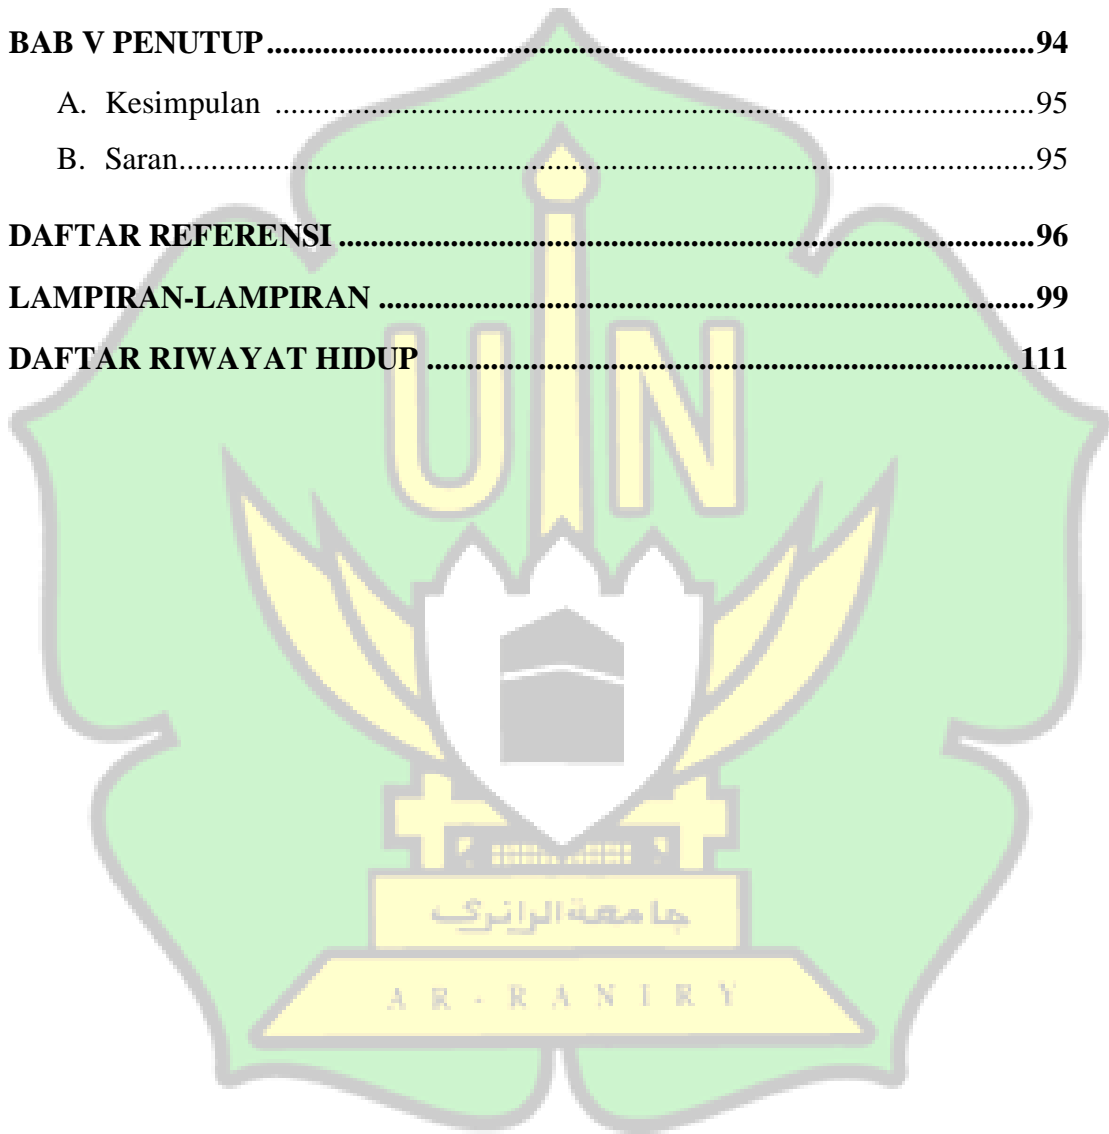 BAB V PENUTUP....................................................................................................94
A. Kesimpulan ....................................................................................................95
B. Saran....................................................................................................95
DAFTAR REFERENSI....................................................................................................96
LAMPIRAN-LAMPIRAN....................................................................................................99
DAFTAR RIWAYAT HIDUP....................................................................................................111
UIN
جامعة الرانري
AR-RANIRY